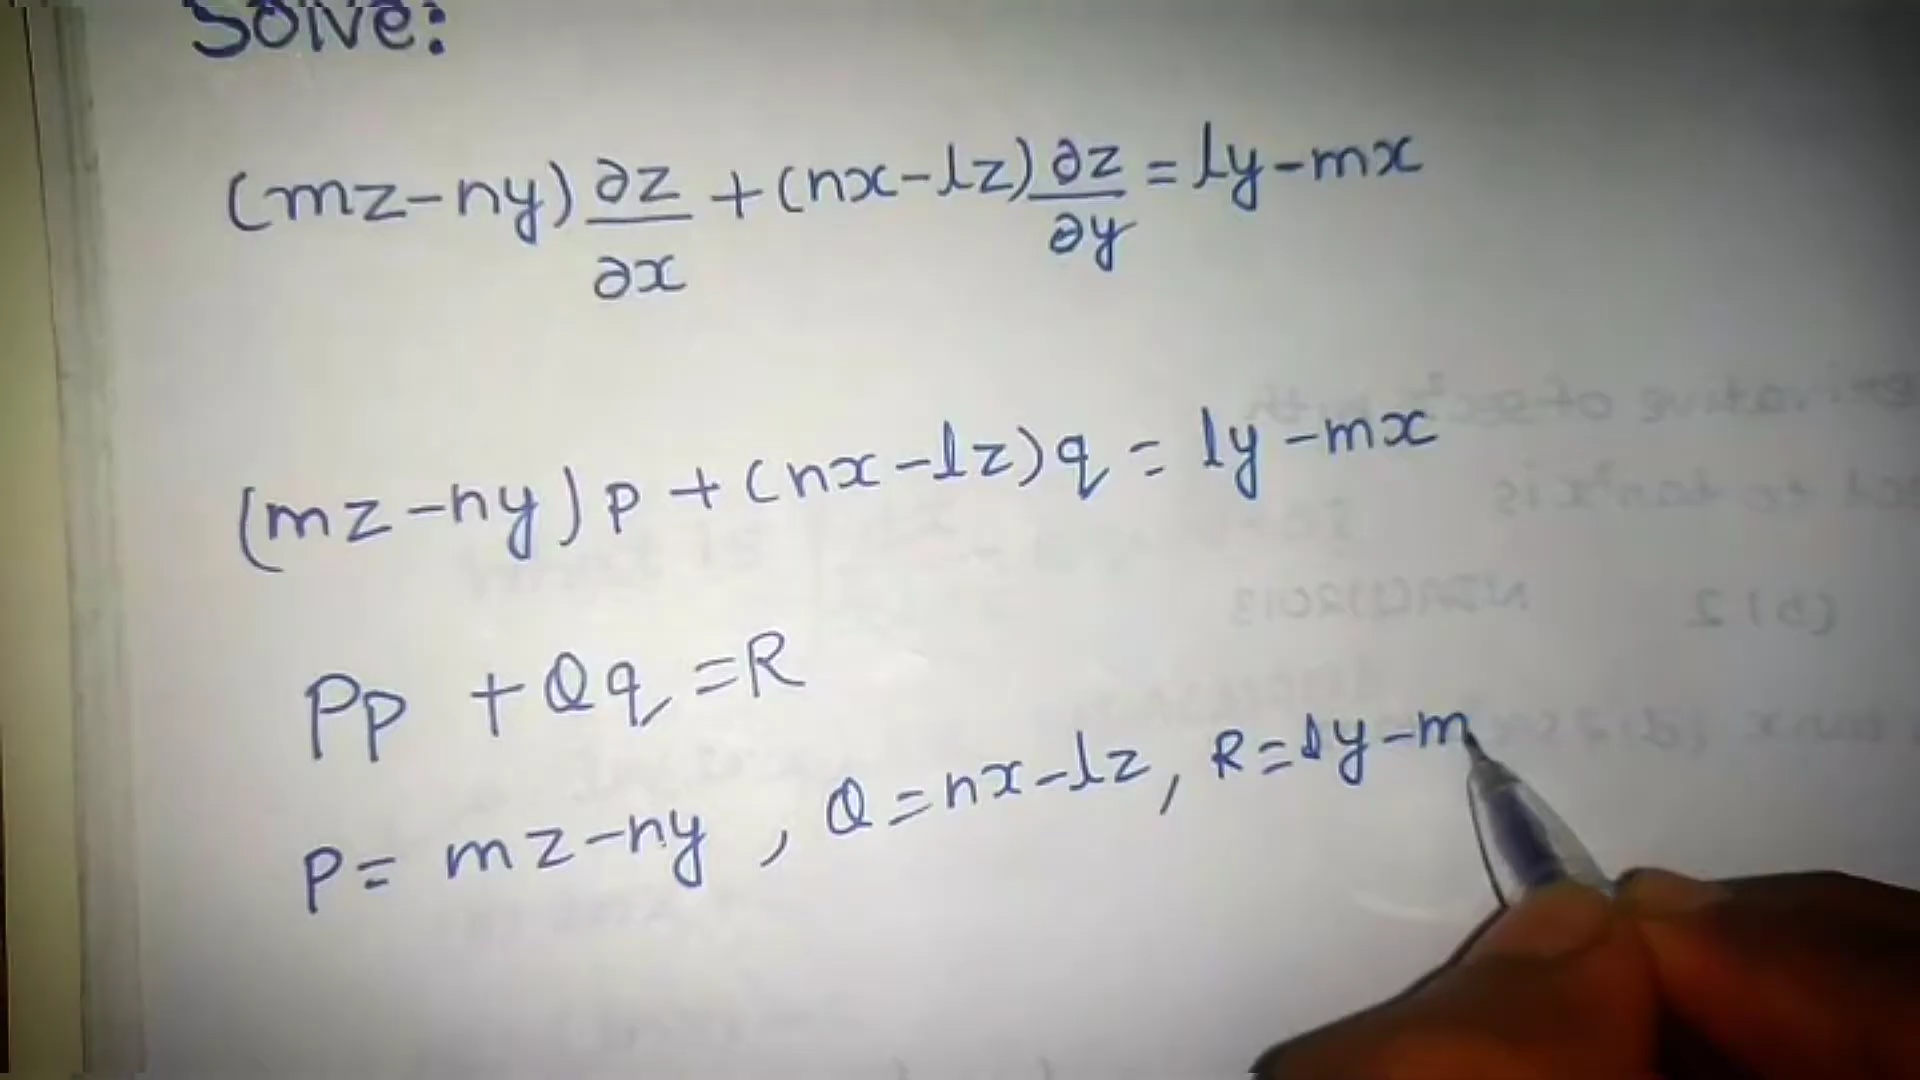 Solve:
(mz-ny) ∂z/∂x + (nx-lz) ∂z/∂y = ly-mx
(mz-ny) p + (nx-lz) q = ly-mx
Pp + Qq = R
P = mz-ny , Q = nx-lz, R = ly-m